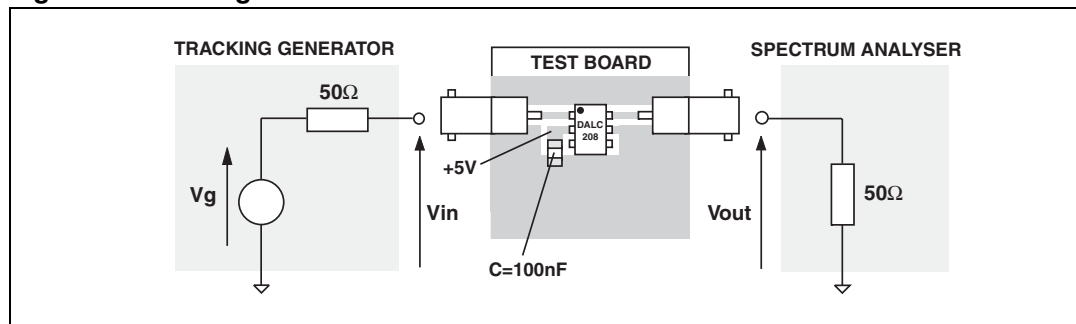 TRACKING GENERATOR
TEST BOARD
SPECTRUM ANALYSER
50Ω
DALC
208
+5V
Vg
Vin
Vout
50Ω
C=100nF